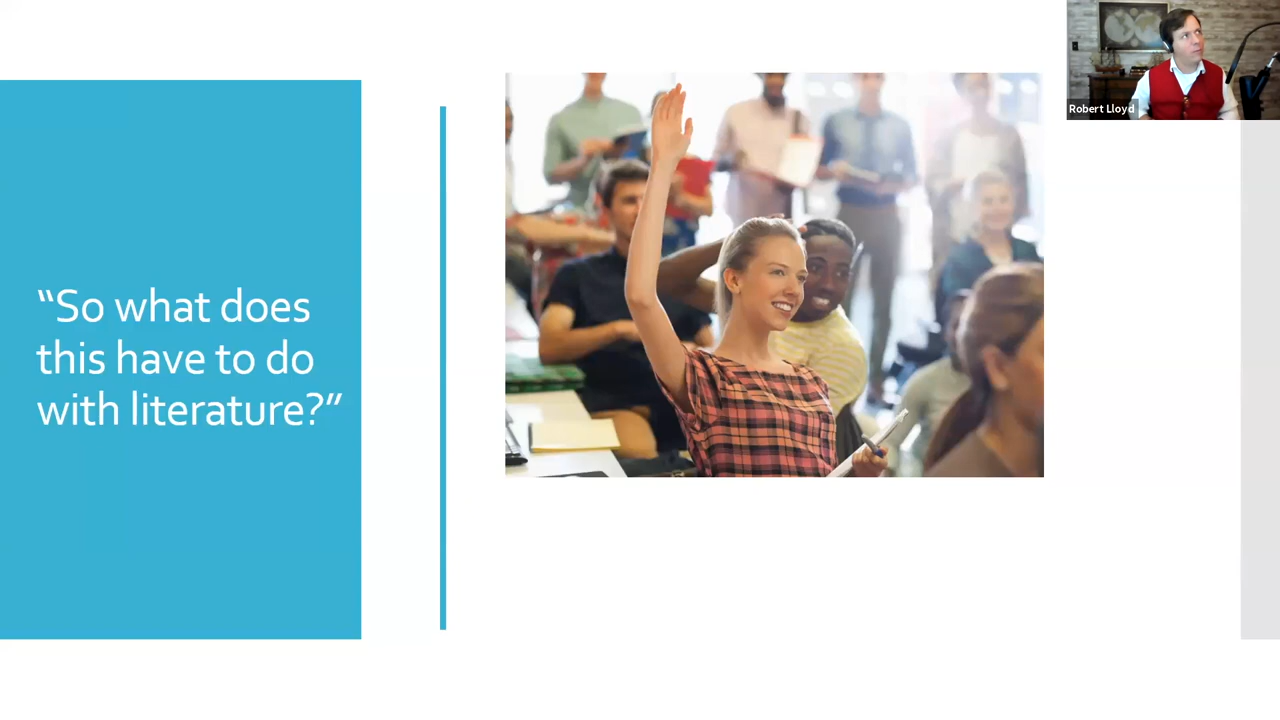 “So what does
this have to do
with literature?”
Robert Lloyd